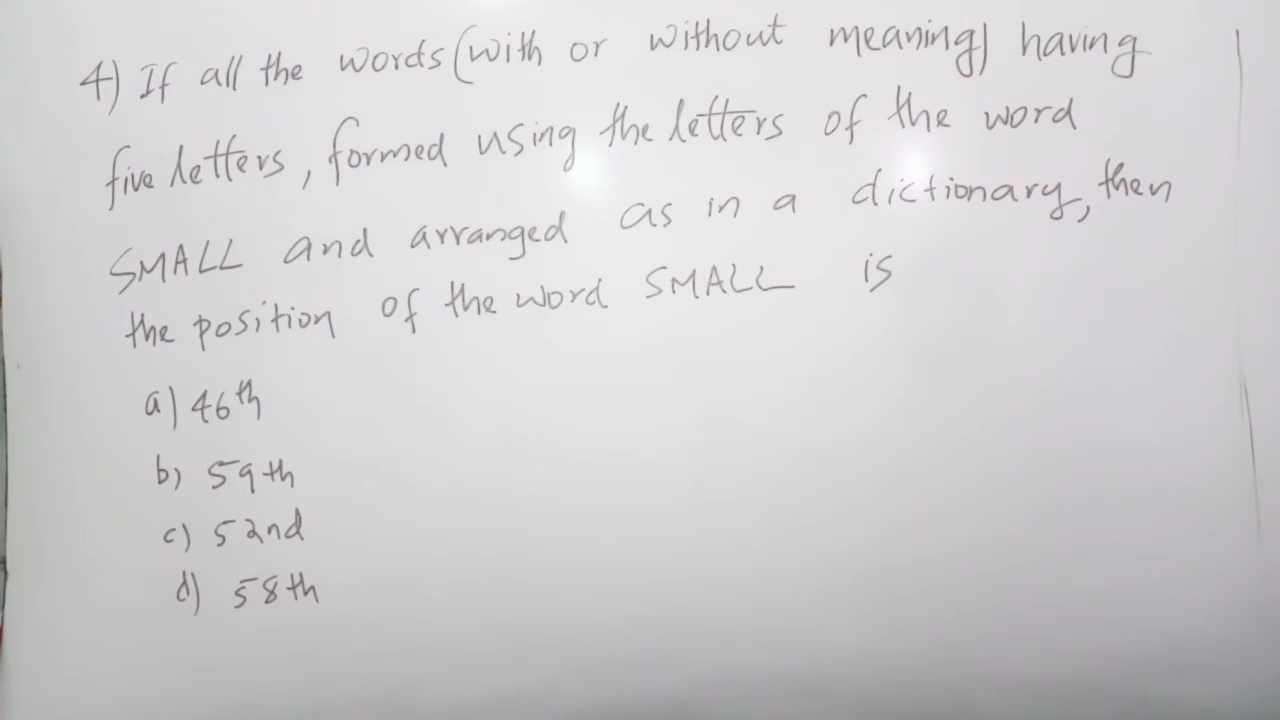 4) If all the words (with or without meaning) having
five letters, formed using the letters of the word
SMALL and arranged as in a dictionary, then
the position of the word SMALL is
a) 46th
b) 59th
c) 52nd
d) 58th